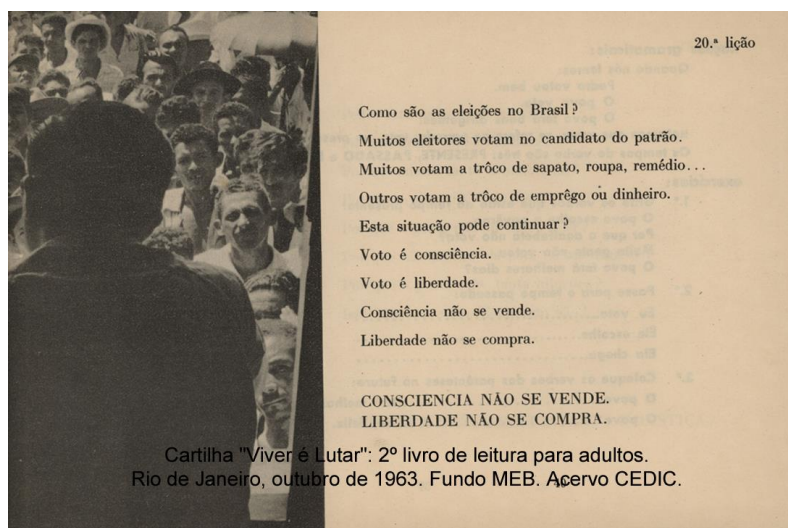 20.ª lição
Como são as eleições no Brasil?
Muitos eleitores votam no candidato do patrão.
Muitos votam a trôco de sapato, roupa, remédio...
Outros votam a trôco de emprêgo ou dinheiro.
Esta situação pode continuar?
Voto é consciência.
Voto é liberdade.
Consciência não se vende.
Liberdade não se compra.
CONSCIENCIA NÃO SE VENDE.
LIBERDADE NÃO SE COMPRA.
Cartilha "Viver é Lutar": 2º livro de leitura para adultos.
Rio de Janeiro, outubro de 1963. Fundo MEB. Acervo CEDIC.